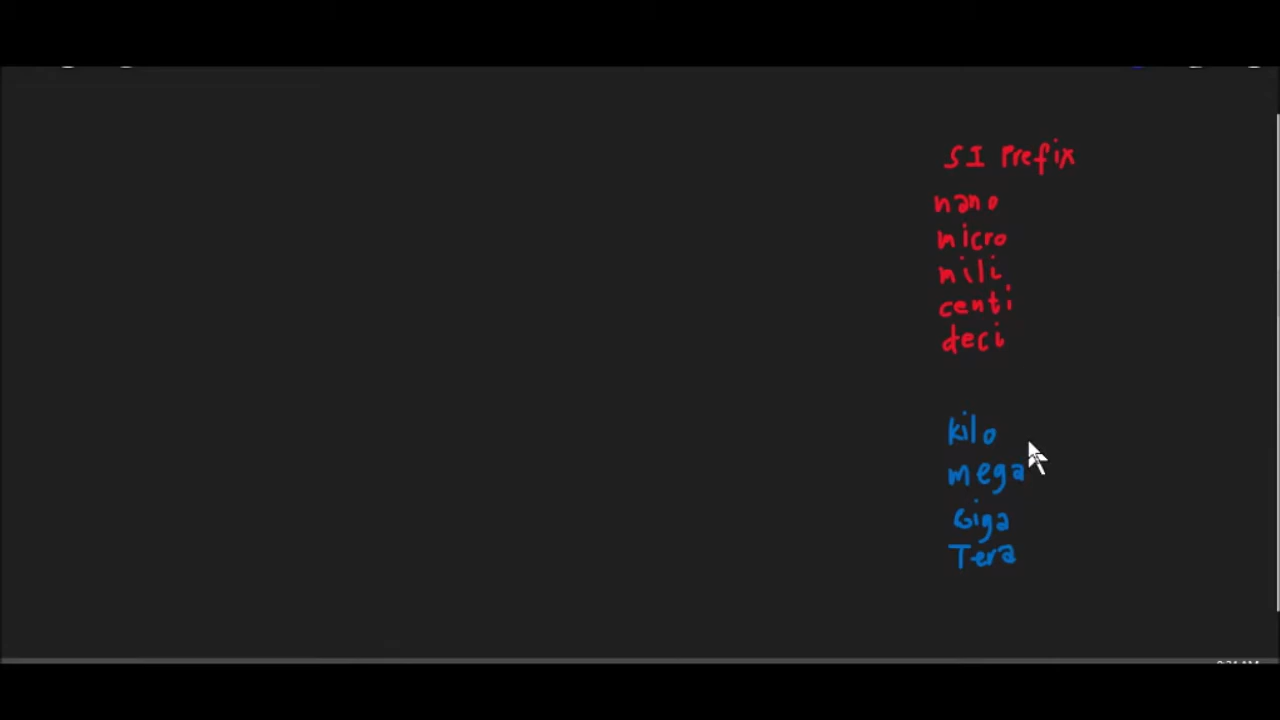 SI Prefix
nano
micro
mili
centi
deci
kilo
mega
Giga
Tera